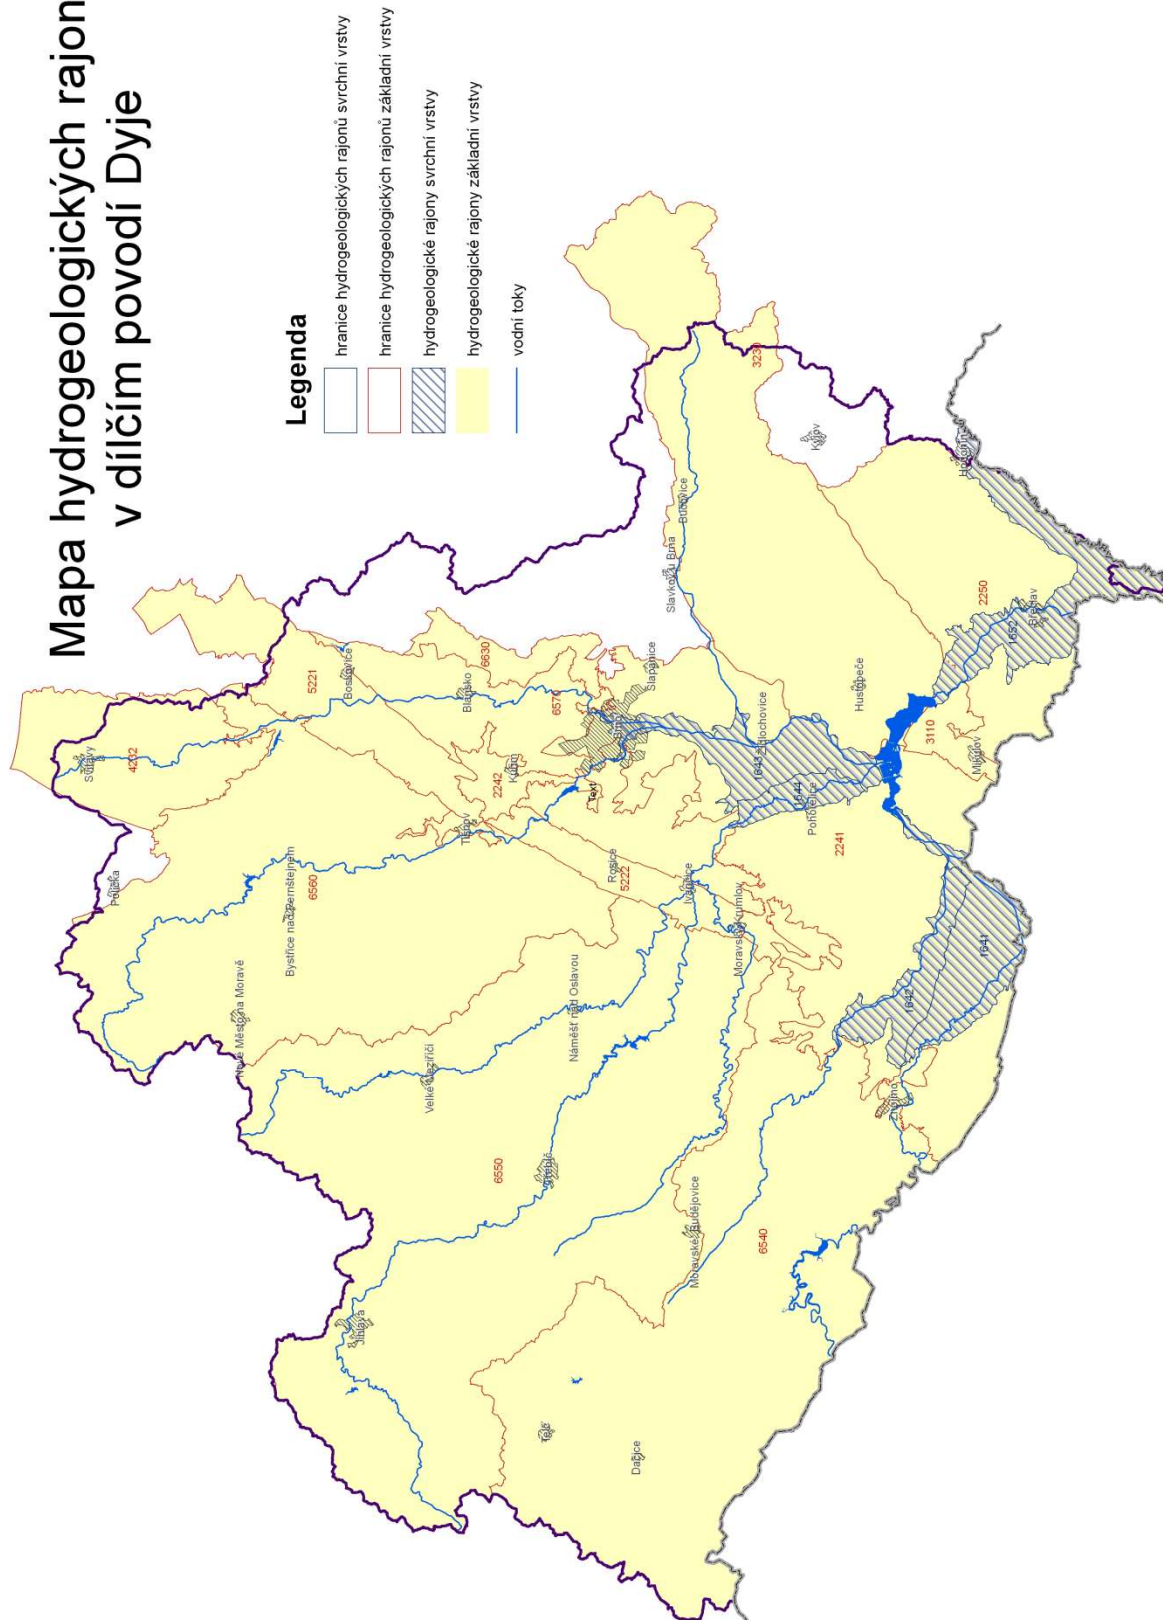 Mapa hydrogeologických rajon
v dílčím povodí Dyje
Legenda
hranice hydrogeologických rajonů svrchní vrstvy
hranice hydrogeologických rajonů základní vrstvy
hydrogeologické rajony svrchní vrstvy
hydrogeologické rajony základní vrstvy
vodní toky
Svitavy
4232
Polička
5221
Boskovice
Bystřice nad Pernštejnem
6560
Nové Město na Moravě
6630
Blansko
Tišnov
2242
Kuřim
6570
Brno
Šlapanice
Text
Velké Meziříčí
Náměšť nad Oslavou
Rosice
5222
Ivančice
Moravský Krumlov
Slavkov u Brna
Bučovice
3230
Kyjov
Hodonín
Jihlava
6550
Třebíč
Židlochovice
1643
1644
Pohořelice
2241
Hustopeče
2250
1652
Břeclav
3110
Mikulov
1642
1641
Znojmo
Moravské Budějovice
6540
Telč
Dačice